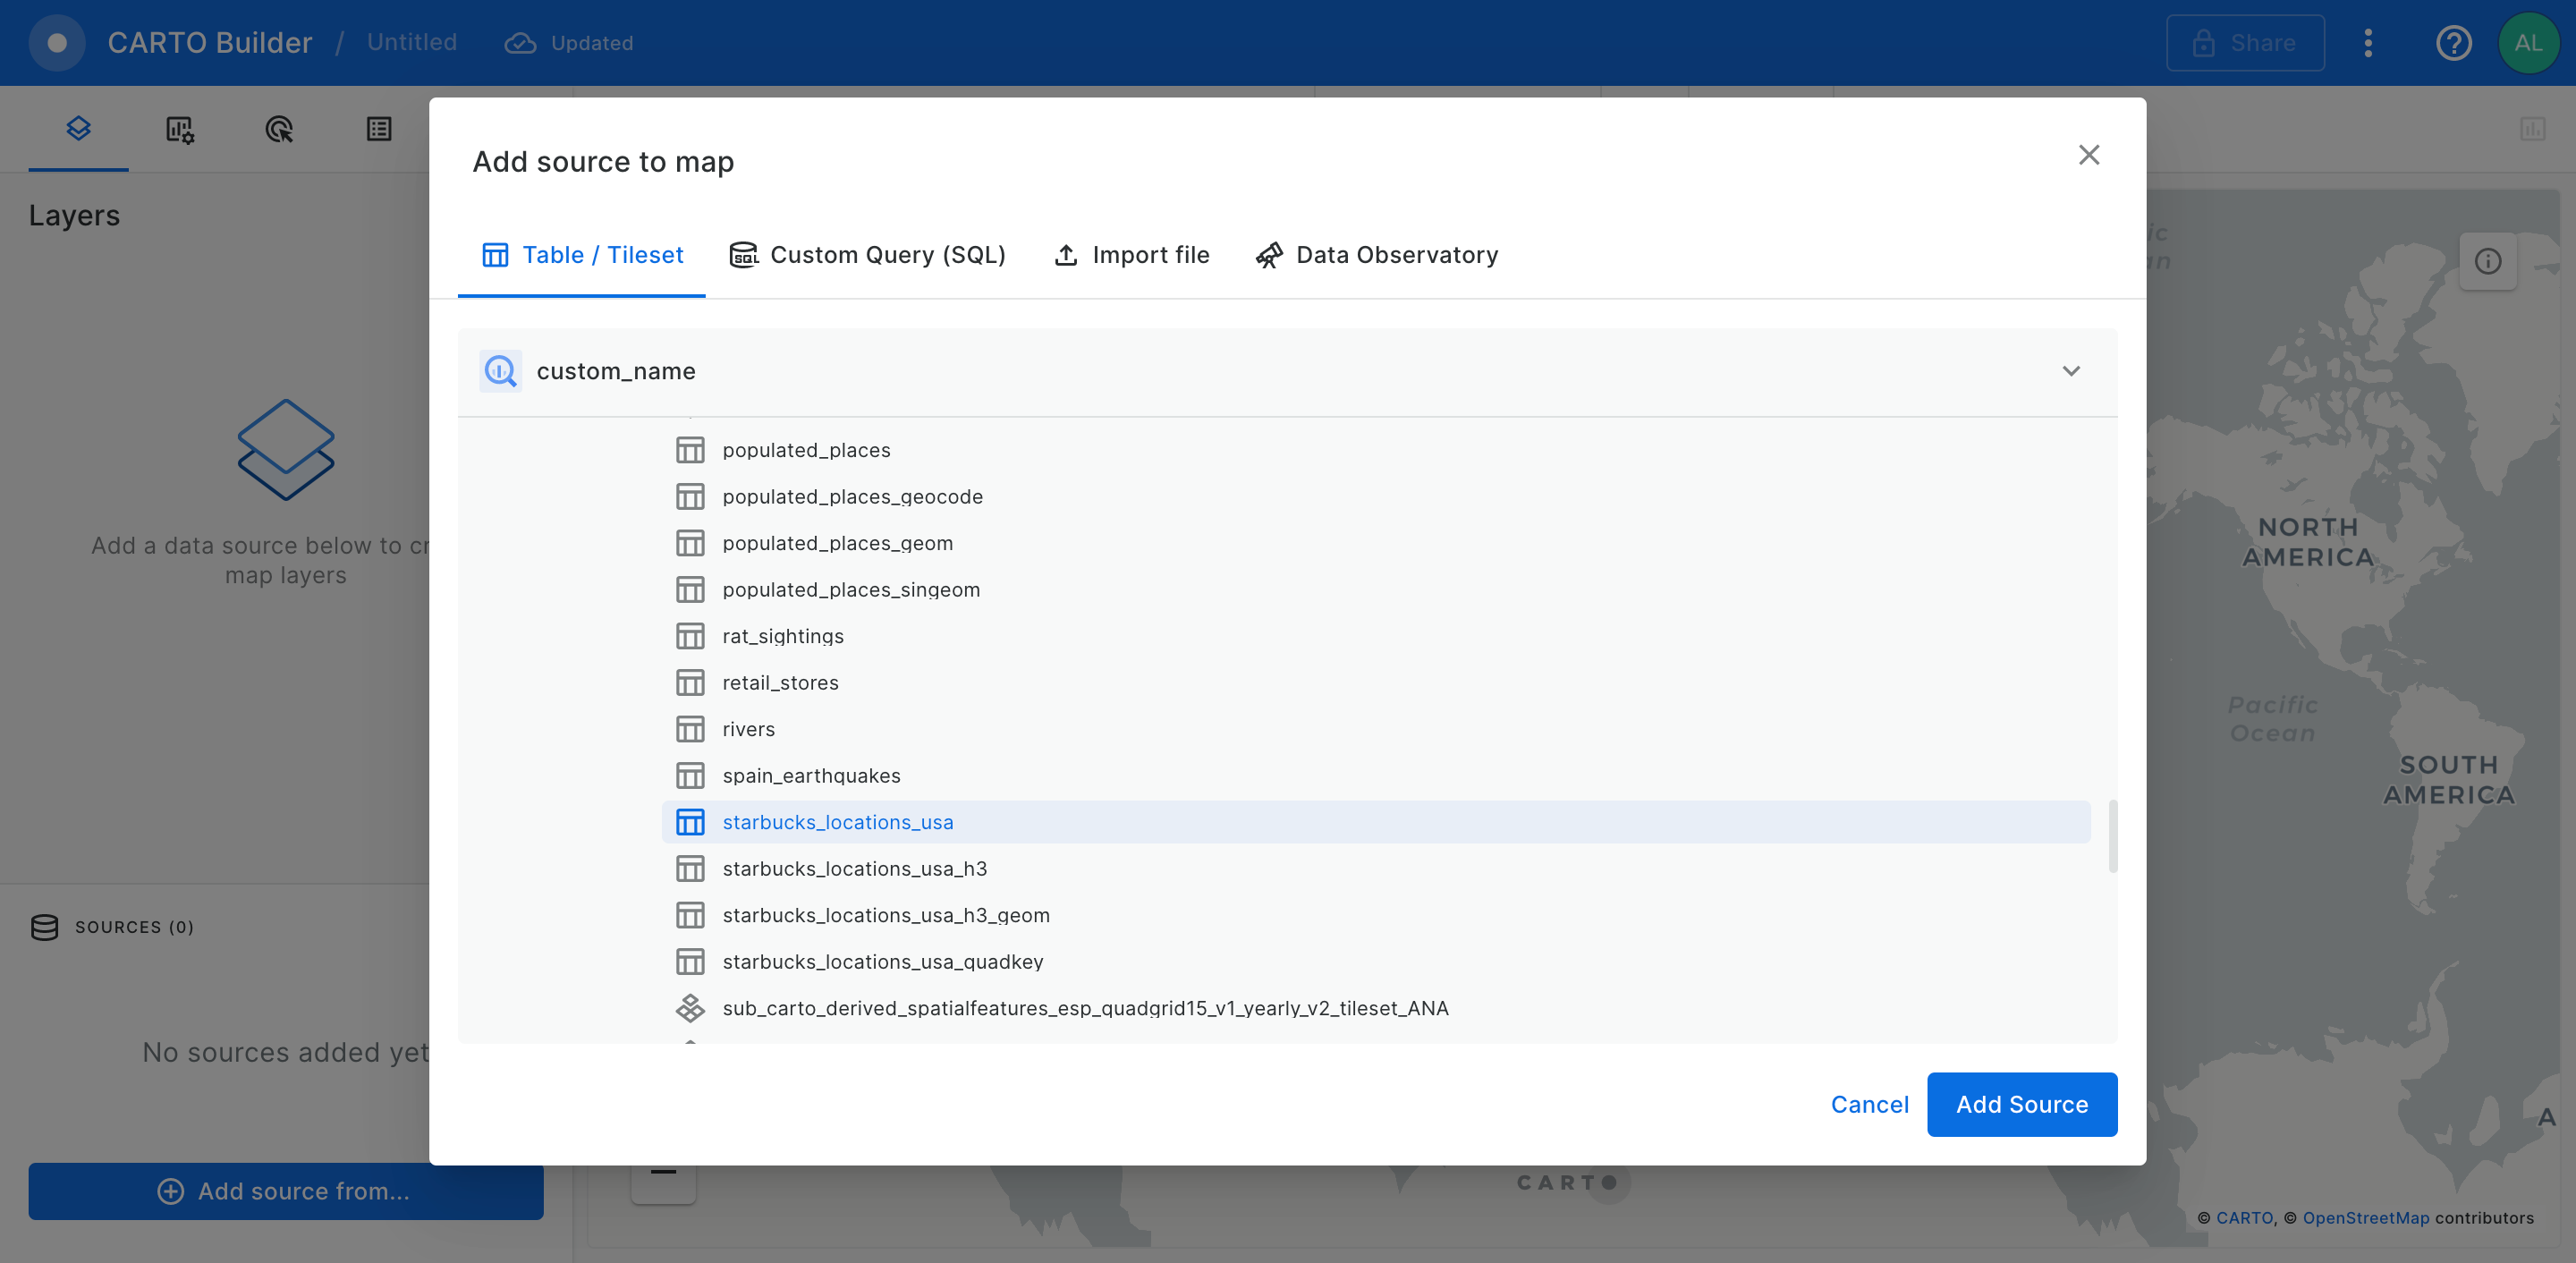 CARTO Builder / Untitled Updated
Share
AL
Layers
Add a data source below to cr
map layers
SOURCES (0)
No sources added yet
Add source from...
Add source to map
Table / Tileset
Custom Query (SQL)
Import file
Data Observatory
custom_name
populated_places
populated_places_geocode
populated_places_geom
populated_places_singeom
rat_sightings
retail_stores
rivers
spain_earthquakes
starbucks_locations_usa
starbucks_locations_usa_h3
starbucks_locations_usa_h3_geom
starbucks_locations_usa_quadkey
sub_carto_derived_spatialfeatures_esp_quadgrid15_v1_yearly_v2_tileset_ANA
Cancel
Add Source
NORTH
AMERICA
Pacific
Ocean
SOUTH
AMERICA
A
CARTO
© CARTO, © OpenStreetMap contributors